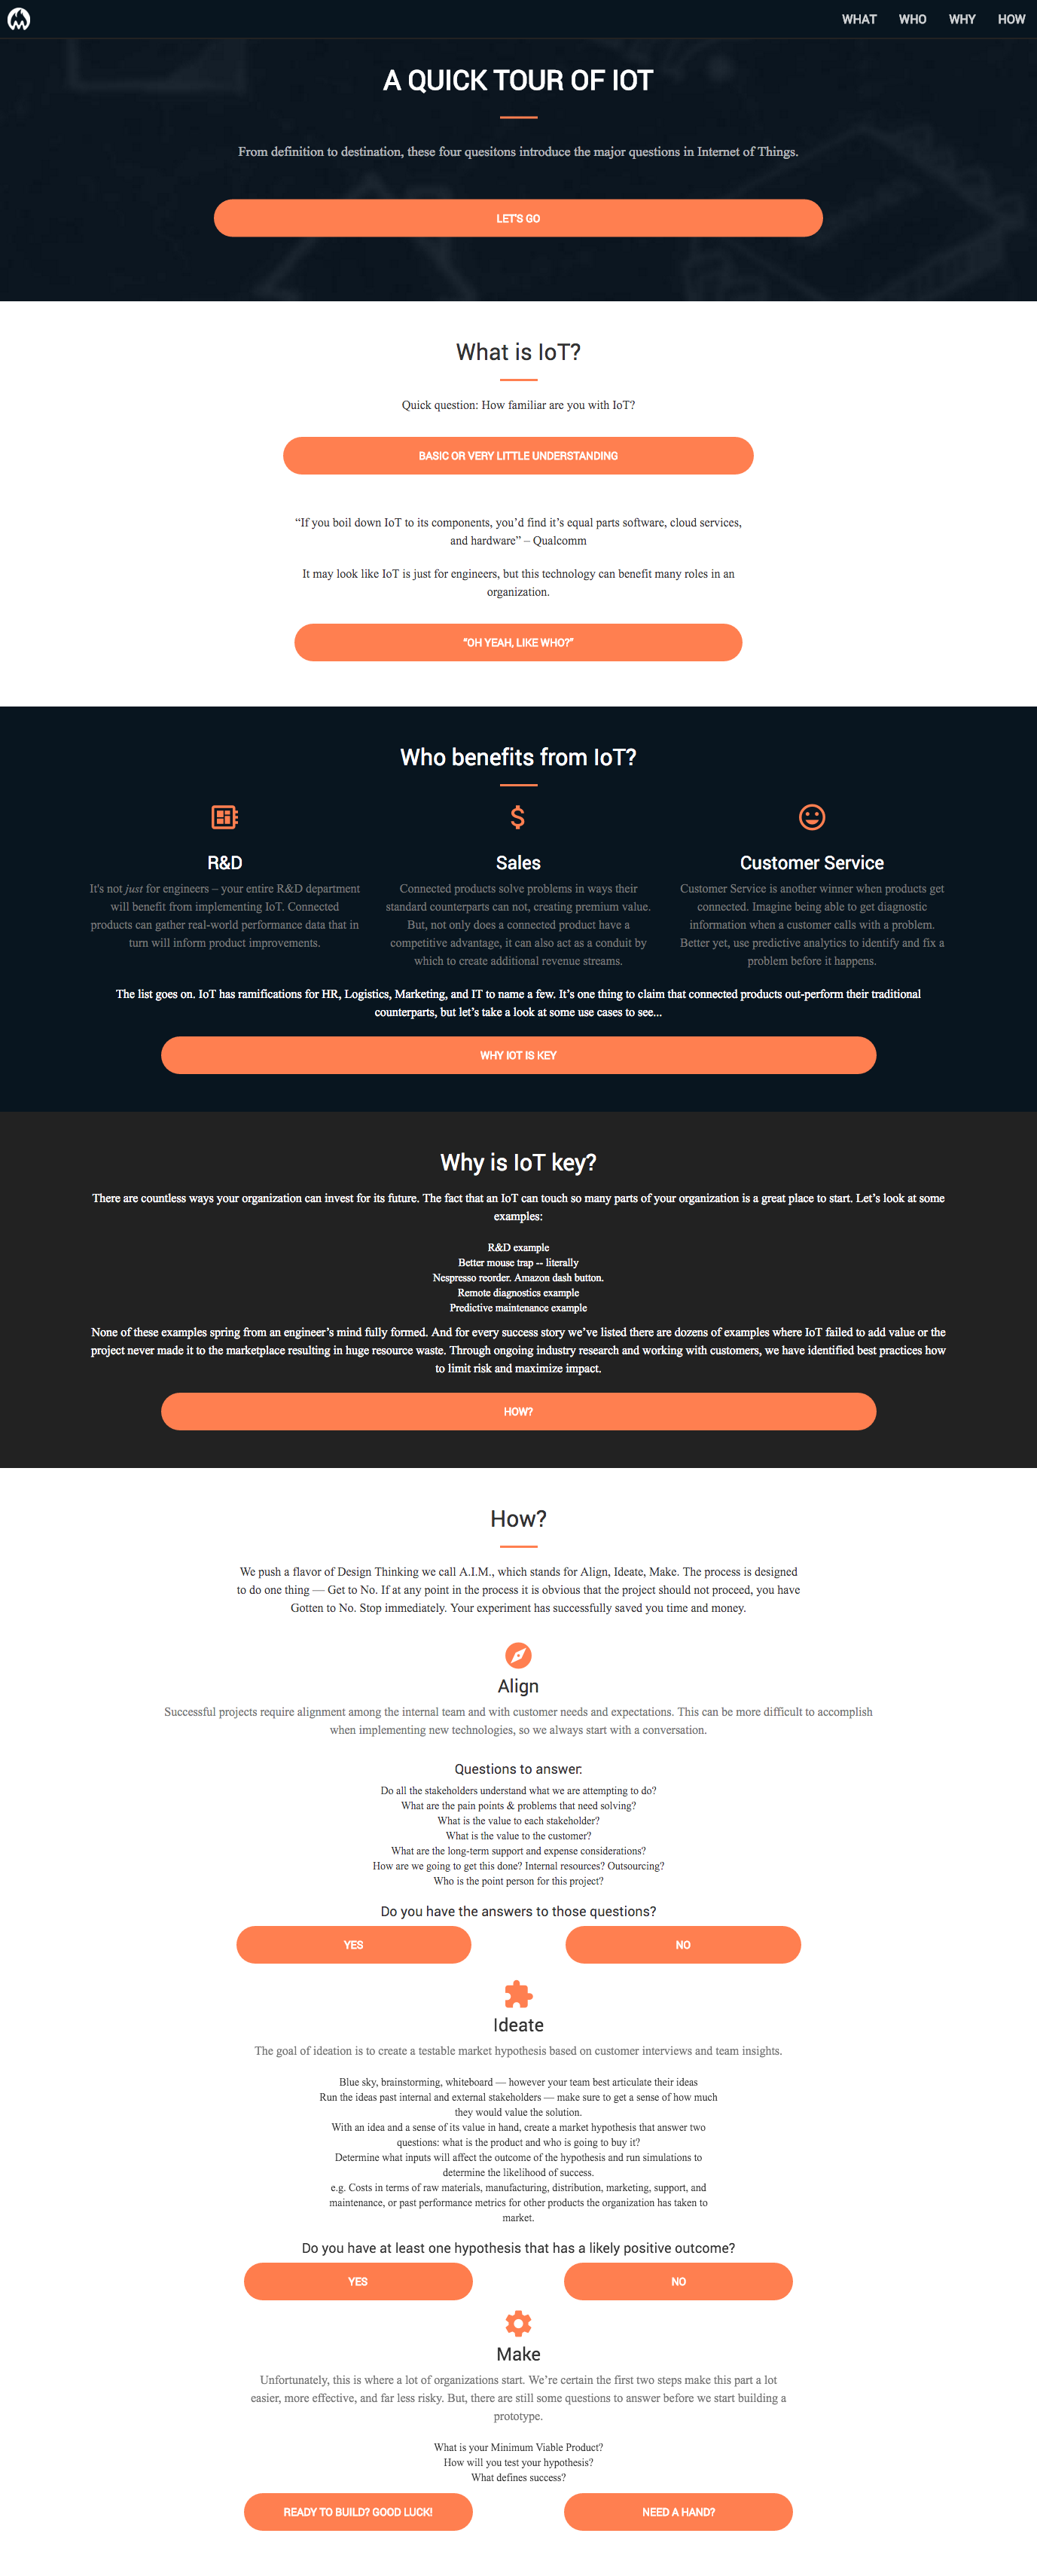 WHAT WHO WHY HOW
A QUICK TOUR OF IOT
From definition to destination, these four quesitons introduce the major questions in Internet of Things.
LET'S GO
What is IoT?
Quick question: How familiar are you with IoT?
BASIC OR VERY LITTLE UNDERSTANDING
“If you boil down IoT to its components, you’d find it’s equal parts software, cloud services,
and hardware” – Qualcomm
It may look like IoT is just for engineers, but this technology can benefit many roles in an
organization.
“OH YEAH, LIKE WHO?”
Who benefits from IoT?
R&D
It's not just for engineers – your entire R&D department
will benefit from implementing IoT. Connected
products can gather real-world performance data that in
turn will inform product improvements.
Sales
Connected products solve problems in ways their
standard counterparts can not, creating premium value.
But, not only does a connected product have a
competitive advantage, it can also act as a conduit by
which to create additional revenue streams.
Customer Service
Customer Service is another winner when products get
connected. Imagine being able to get diagnostic
information when a customer calls with a problem.
Better yet, use predictive analytics to identify and fix a
problem before it happens.
The list goes on. IoT has ramifications for HR, Logistics, Marketing, and IT to name a few. It’s one thing to claim that connected products out-perform their traditional
counterparts, but let’s take a look at some use cases to see...
WHY IOT IS KEY
Why is IoT key?
There are countless ways your organization can invest for its future. The fact that an IoT can touch so many parts of your organization is a great place to start. Let’s look at some
examples:
R&D example
Better mouse trap -- literally
Nespresso reorder. Amazon dash button.
Remote diagnostics example
Predictive maintenance example
None of these examples spring from an engineer’s mind fully formed. And for every success story we’ve listed there are dozens of examples where IoT failed to add value or the
project never made it to the marketplace resulting in huge resource waste. Through ongoing industry research and working with customers, we have identified best practices how
to limit risk and maximize impact.
HOW?
How?
We push a flavor of Design Thinking we call A.I.M., which stands for Align, Ideate, Make. The process is designed
to do one thing — Get to No. If at any point in the process it is obvious that the project should not proceed, you have
Gotten to No. Stop immediately. Your experiment has successfully saved you time and money.
Align
Successful projects require alignment among the internal team and with customer needs and expectations. This can be more difficult to accomplish
when implementing new technologies, so we always start with a conversation.
Questions to answer:
Do all the stakeholders understand what we are attempting to do?
What are the pain points & problems that need solving?
What is the value to each stakeholder?
What is the value to the customer?
What are the long-term support and expense considerations?
How are we going to get this done? Internal resources? Outsourcing?
Who is the point person for this project?
Do you have the answers to those questions?
YES NO
Ideate
The goal of ideation is to create a testable market hypothesis based on customer interviews and team insights.
Blue sky, brainstorming, whiteboard — however your team best articulate their ideas
Run the ideas past internal and external stakeholders — make sure to get a sense of how much
they would value the solution.
With an idea and a sense of its value in hand, create a market hypothesis that answer two
questions: what is the product and who is going to buy it?
Determine what inputs will affect the outcome of the hypothesis and run simulations to
determine the likelihood of success.
e.g. Costs in terms of raw materials, manufacturing, distribution, marketing, support, and
maintenance, or past performance metrics for other products the organization has taken to
market.
Do you have at least one hypothesis that has a likely positive outcome?
YES NO
Make
Unfortunately, this is where a lot of organizations start. We’re certain the first two steps make this part a lot
easier, more effective, and far less risky. But, there are still some questions to answer before we start building a
prototype.
What is your Minimum Viable Product?
How will you test your hypothesis?
What defines success?
READY TO BUILD? GOOD LUCK! NEED A HAND?